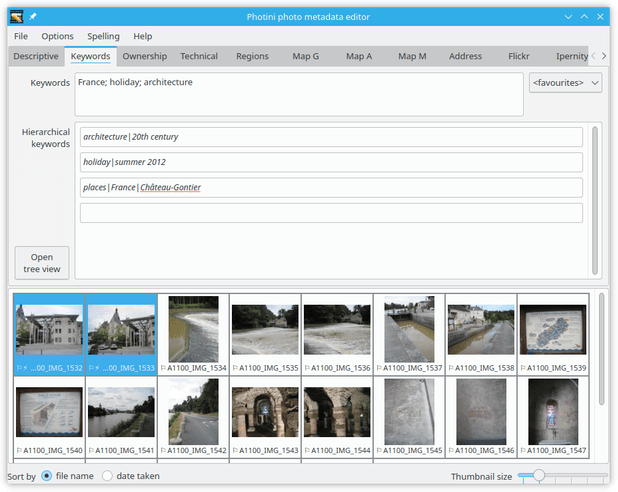 Photini photo metadata editor
File Options Spelling Help
Descriptive Keywords Ownership Technical Regions Map G Map A Map M Address Flickr Ipernity
Keywords France; holiday; architecture <favourites>
Hierarchical keywords
architecture|20th century
holiday|summer 2012
places|France|Château-Gontier
Open
tree view
...00_IMG_1532 ...00_IMG_1533 A1100_IMG_1534 A1100_IMG_1535 A1100_IMG_1536 A1100_IMG_1537 A1100_IMG_1538 A1100_IMG_1539
A1100_IMG_1540 A1100_IMG_1541 A1100_IMG_1542 A1100_IMG_1543 A1100_IMG_1544 A1100_IMG_1545 A1100_IMG_1546 A1100_IMG_1547
Sort by file name date taken Thumbnail size